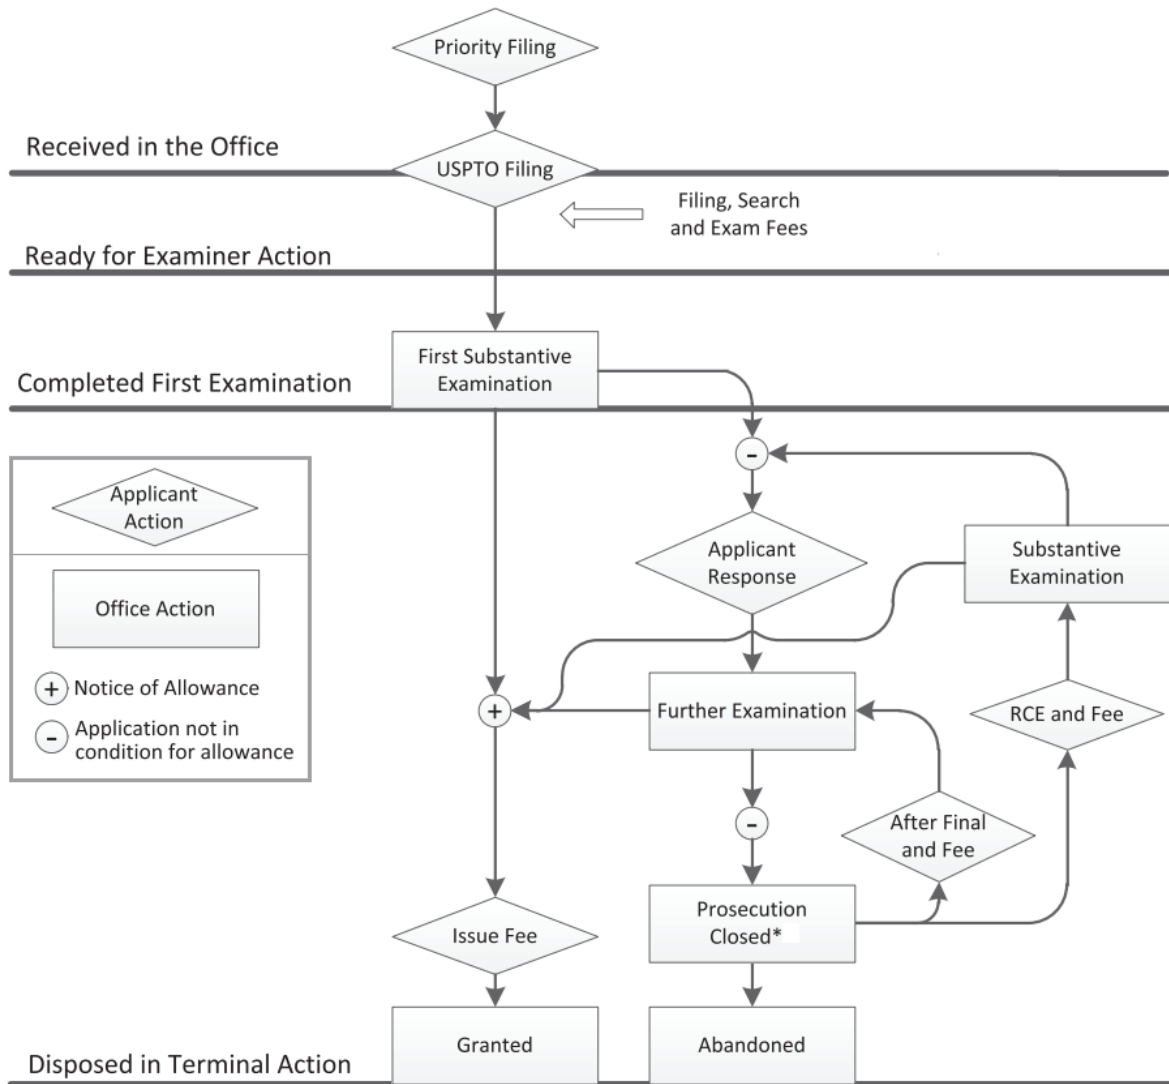 Priority Filing
Received in the Office
USPTO Filing
Filing, Search
and Exam Fees
Ready for Examiner Action
First Substantive
Examination
Completed First Examination
-
Applicant
Action
Office Action
+ Notice of Allowance
- Application not in
condition for allowance
Applicant
Response
Substantive
Examination
+
Further Examination
RCE and Fee
-
After Final
and Fee
Prosecution
Closed*
Issue Fee
Granted
Abandoned
Disposed in Terminal Action